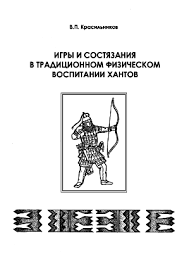 В.П. Красильников
ИГРЫ И СОСТЯЗАНИЯ
В ТРАДИЦИОННОМ ФИЗИЧЕСКОМ
ВОСПИТАНИИ ХАНТОВ